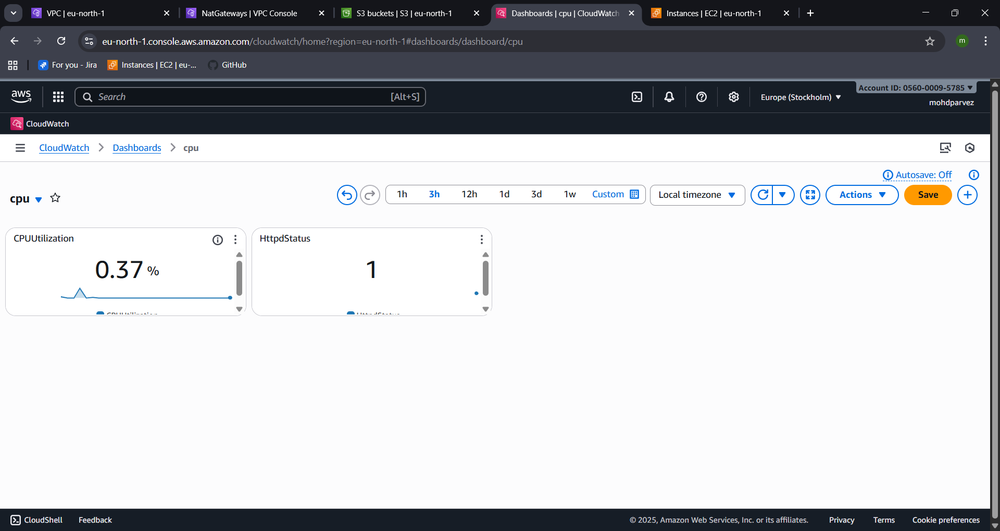 VPC | eu-north-1
NatGateways | VPC Console
S3 buckets | S3 | eu-north-1
Dashboards | cpu | CloudWatch
Instances | EC2 | eu-north-1
eu-north-1.console.aws.amazon.com/cloudwatch/home?region=eu-north-1#dashboards/dashboard/cpu
m
For you - Jira
Instances | EC2 | eu-...
GitHub
aws
Search
[Alt+S]
Europe (Stockholm)
Account ID: 0560-0009-5785
mohdparvez
CloudWatch
CloudWatch
Dashboards
cpu
Autosave: Off
cpu
1h
3h
12h
1d
3d
1w
Custom
Local timezone
Actions
Save
CPUUtilization
0.37 %
CPUUtilization
HttpdStatus
1
HttpdStatus
CloudShell
Feedback
© 2025, Amazon Web Services, Inc. or its affiliates.
Privacy
Terms
Cookie preferences